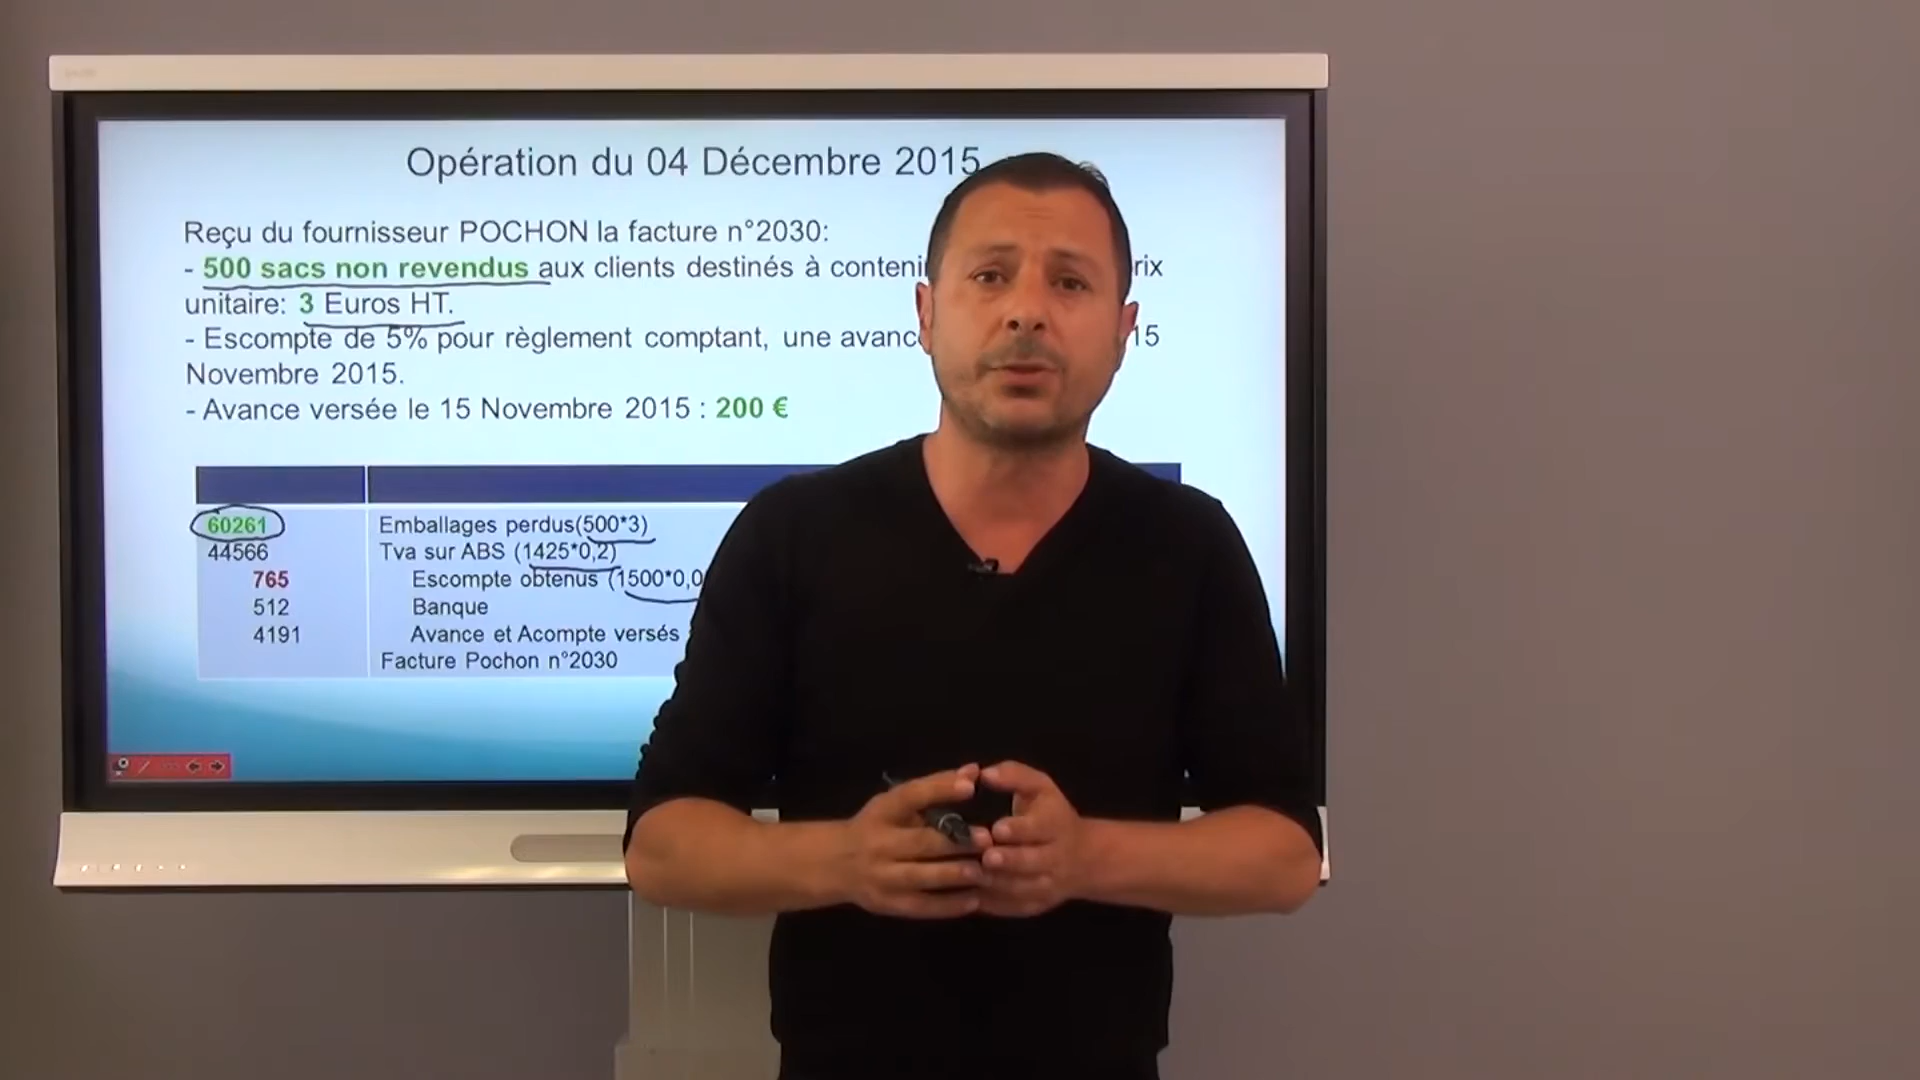 Opération du 04 Décembre 2015
Reçu du fournisseur POCHON la facture n°2030:
- 500 sacs non revendus aux clients destinés à
unitaire: 3 Euros HT.
- Escompte de 5% pour règlement comptant, une 15
Novembre 2015.
- Avance versée le 15 Novembre 2015 : 200 €
60261 Emballages perdus(500*3)
44566 Tva sur ABS (1425*0,2)
765 Escompte obtenus (1500*0,0
512 Banque
4191 Avance et Acompte versés
Facture Pochon n°2030